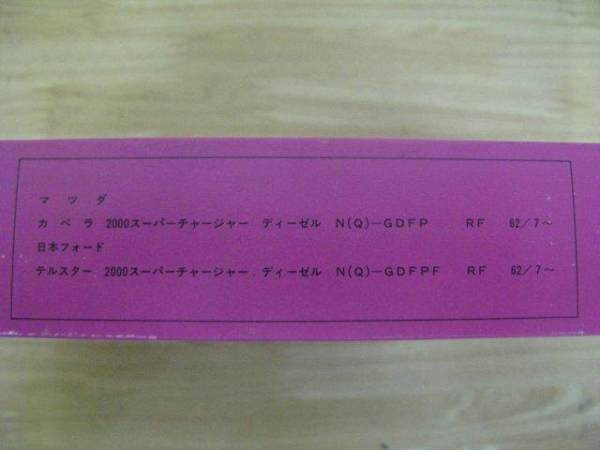 マツダ
カペラ 2000スーパーチャージャー ディーゼル N(Q)-GDFP RF 62/7~
日本フォード
テルスター 2000スーパーチャージャー ディーゼル N(Q)-GDFPF RF 62/7~